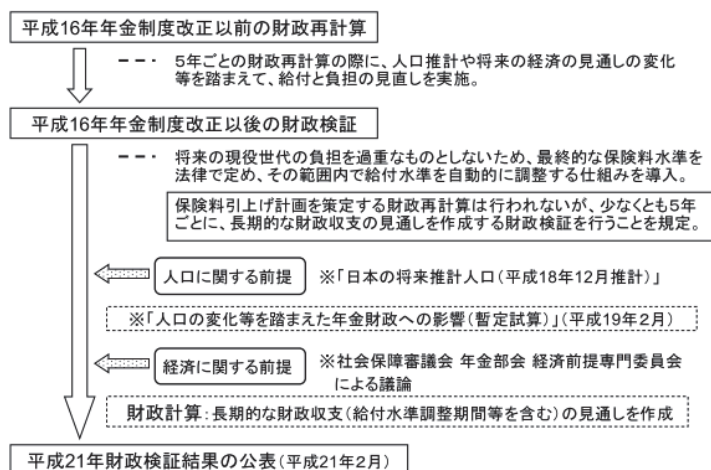 平成16年年金制度改正以前の財政再計算
5年ごとの財政再計算の際に、人口推計や将来の経済の見通しの変化
等を踏まえて、給付と負担の見直しを実施。
平成16年年金制度改正以後の財政検証
将来の現役世代の負担を過重なものとしないため、最終的な保険料水準を
法律で定め、その範囲内で給付水準を自動的に調整する仕組みを導入。
保険料引上げ計画を策定する財政再計算は行われないが、少なくとも5年
ごとに、長期的な財政収支の見通しを作成する財政検証を行うことを規定。
人口に関する前提 ※「日本の将来推計人口(平成18年12月推計)」
※「人口の変化等を踏まえた年金財政への影響(暫定試算)」(平成19年2月)
経済に関する前提 ※社会保障審議会 年金部会 経済前提専門委員会
による議論
財政計算:長期的な財政収支(給付水準調整期間等を含む)の見通しを作成
平成21年財政検証結果の公表(平成21年2月)